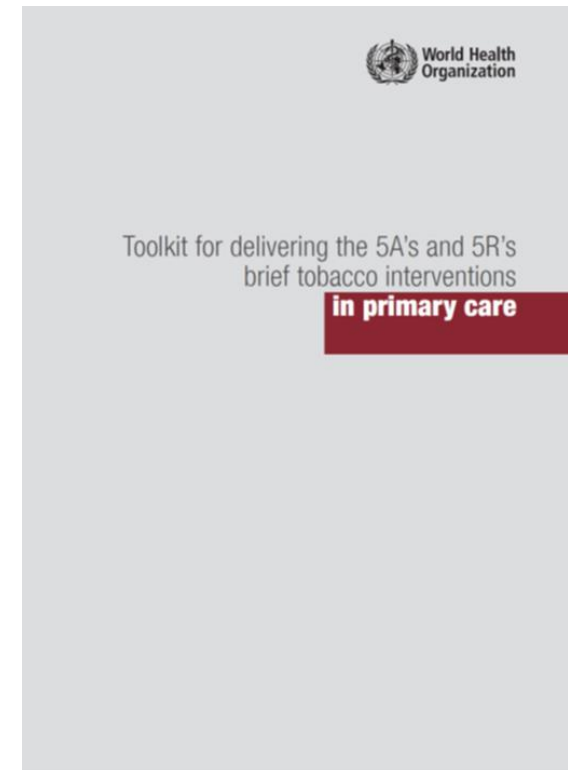 World Health
Organization
Toolkit for delivering the 5A's and 5R's
brief tobacco interventions
in primary care